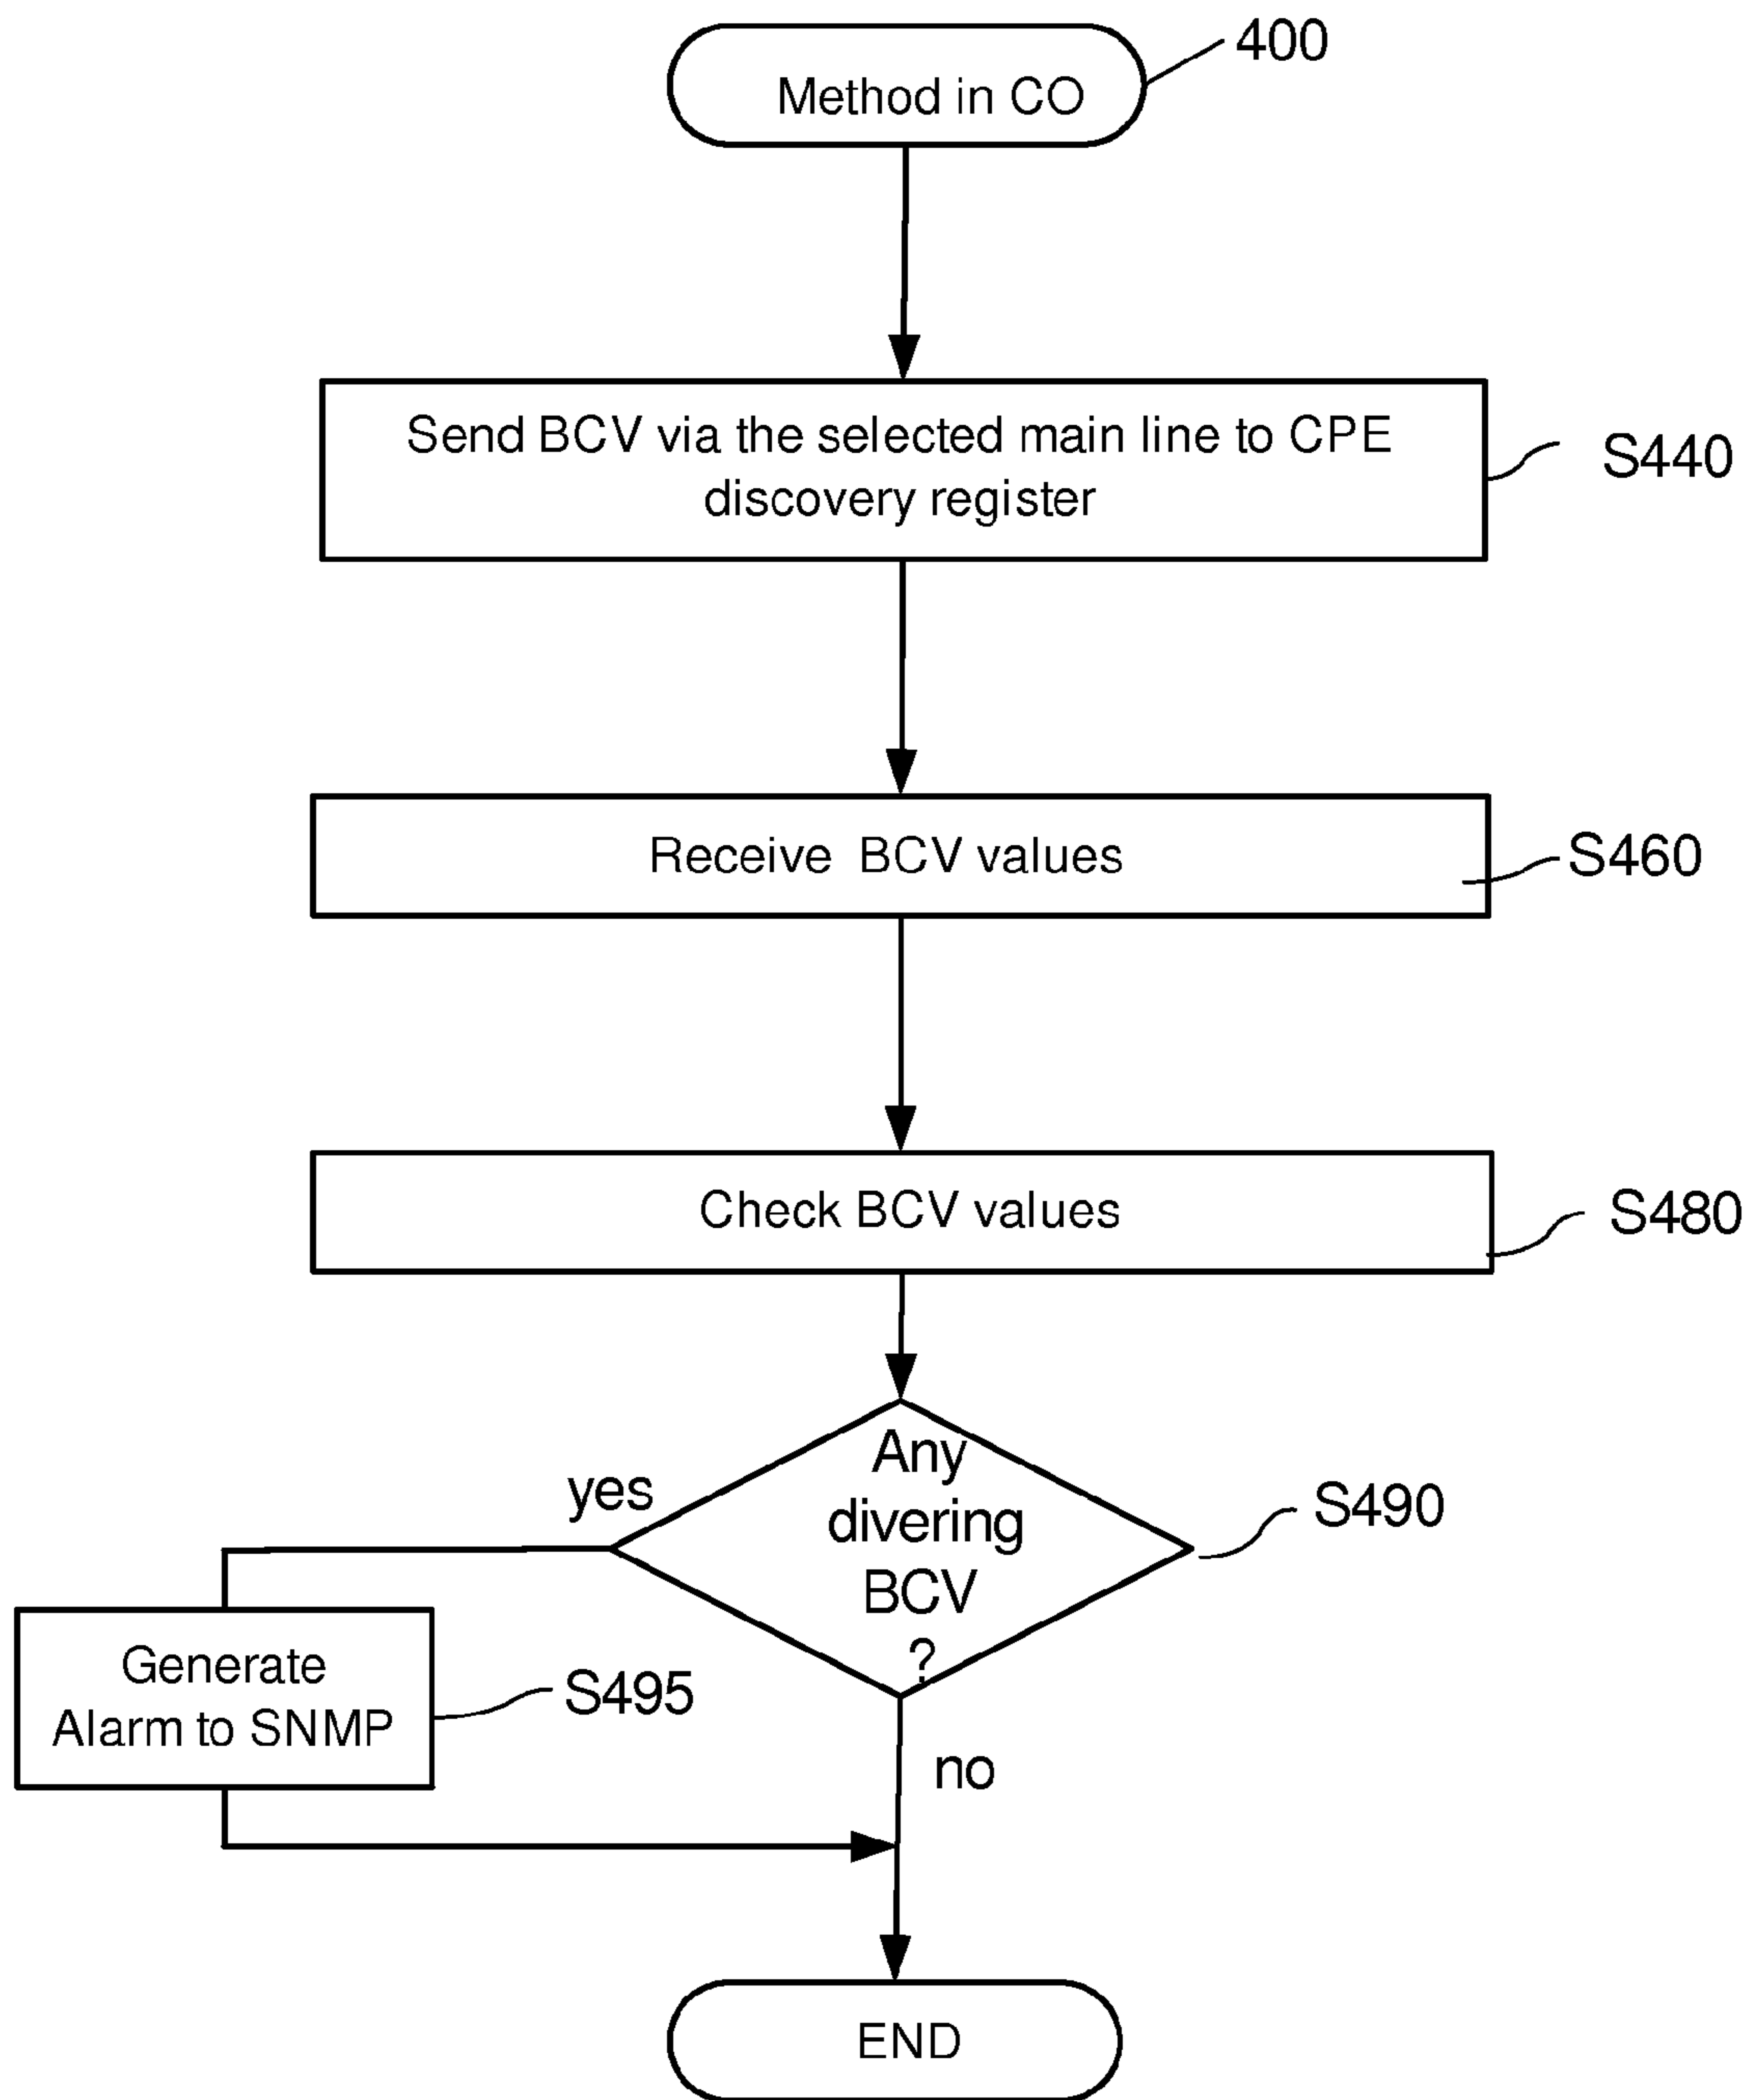 400
Method in CO
Send BCV via the selected main line to CPE
discovery register
S440
Receive BCV values
S460
Check BCV values
S480
Any
divering
BCV
?
yes
S490
Generate
Alarm to SNMP
S495
no
END